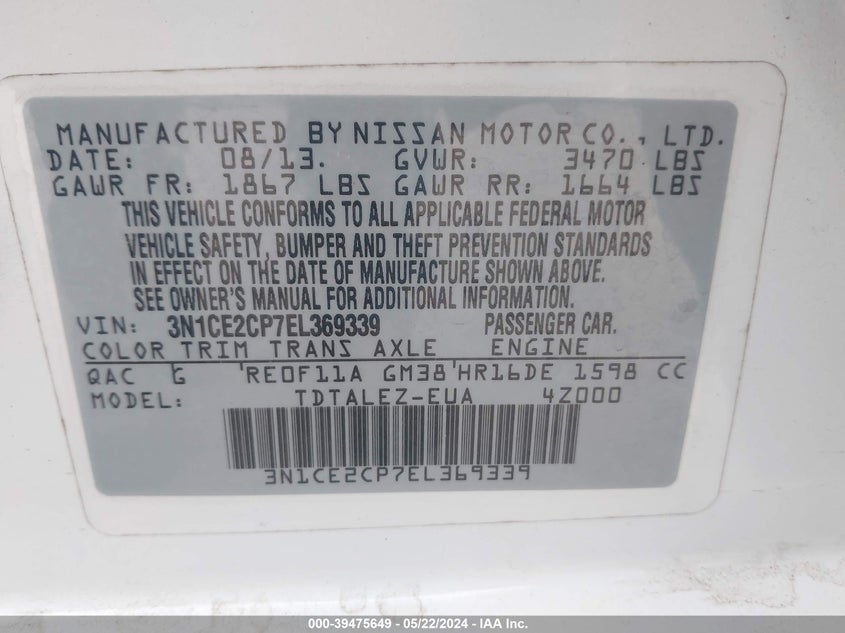 MANUFACTURED BY NISSAN MOTOR CO., LTD.
DATE: 08/13. GVWR: 3470 LBS
GAWR FR: 1867 LBS GAWR RR: 1664 LBS
THIS VEHICLE CONFORMS TO ALL APPLICABLE FEDERAL MOTOR
VEHICLE SAFETY, BUMPER AND THEFT PREVENTION STANDARDS
IN EFFECT ON THE DATE OF MANUFACTURE SHOWN ABOVE.
SEE OWNER'S MANUAL FOR ADDITIONAL INFORMATION.
VIN: 3N1CE2CP7EL369339 PASSENGER CAR.
COLOR TRIM TRANS AXLE ENGINE
QAC G 'RE0F11A GM38'HR16DE 1598 CC
MODEL: TDTALEZ-EUA 4Z000
3N1CE2CP7EL369339
000-39475649 - 05/22/2024 - IAA Inc.